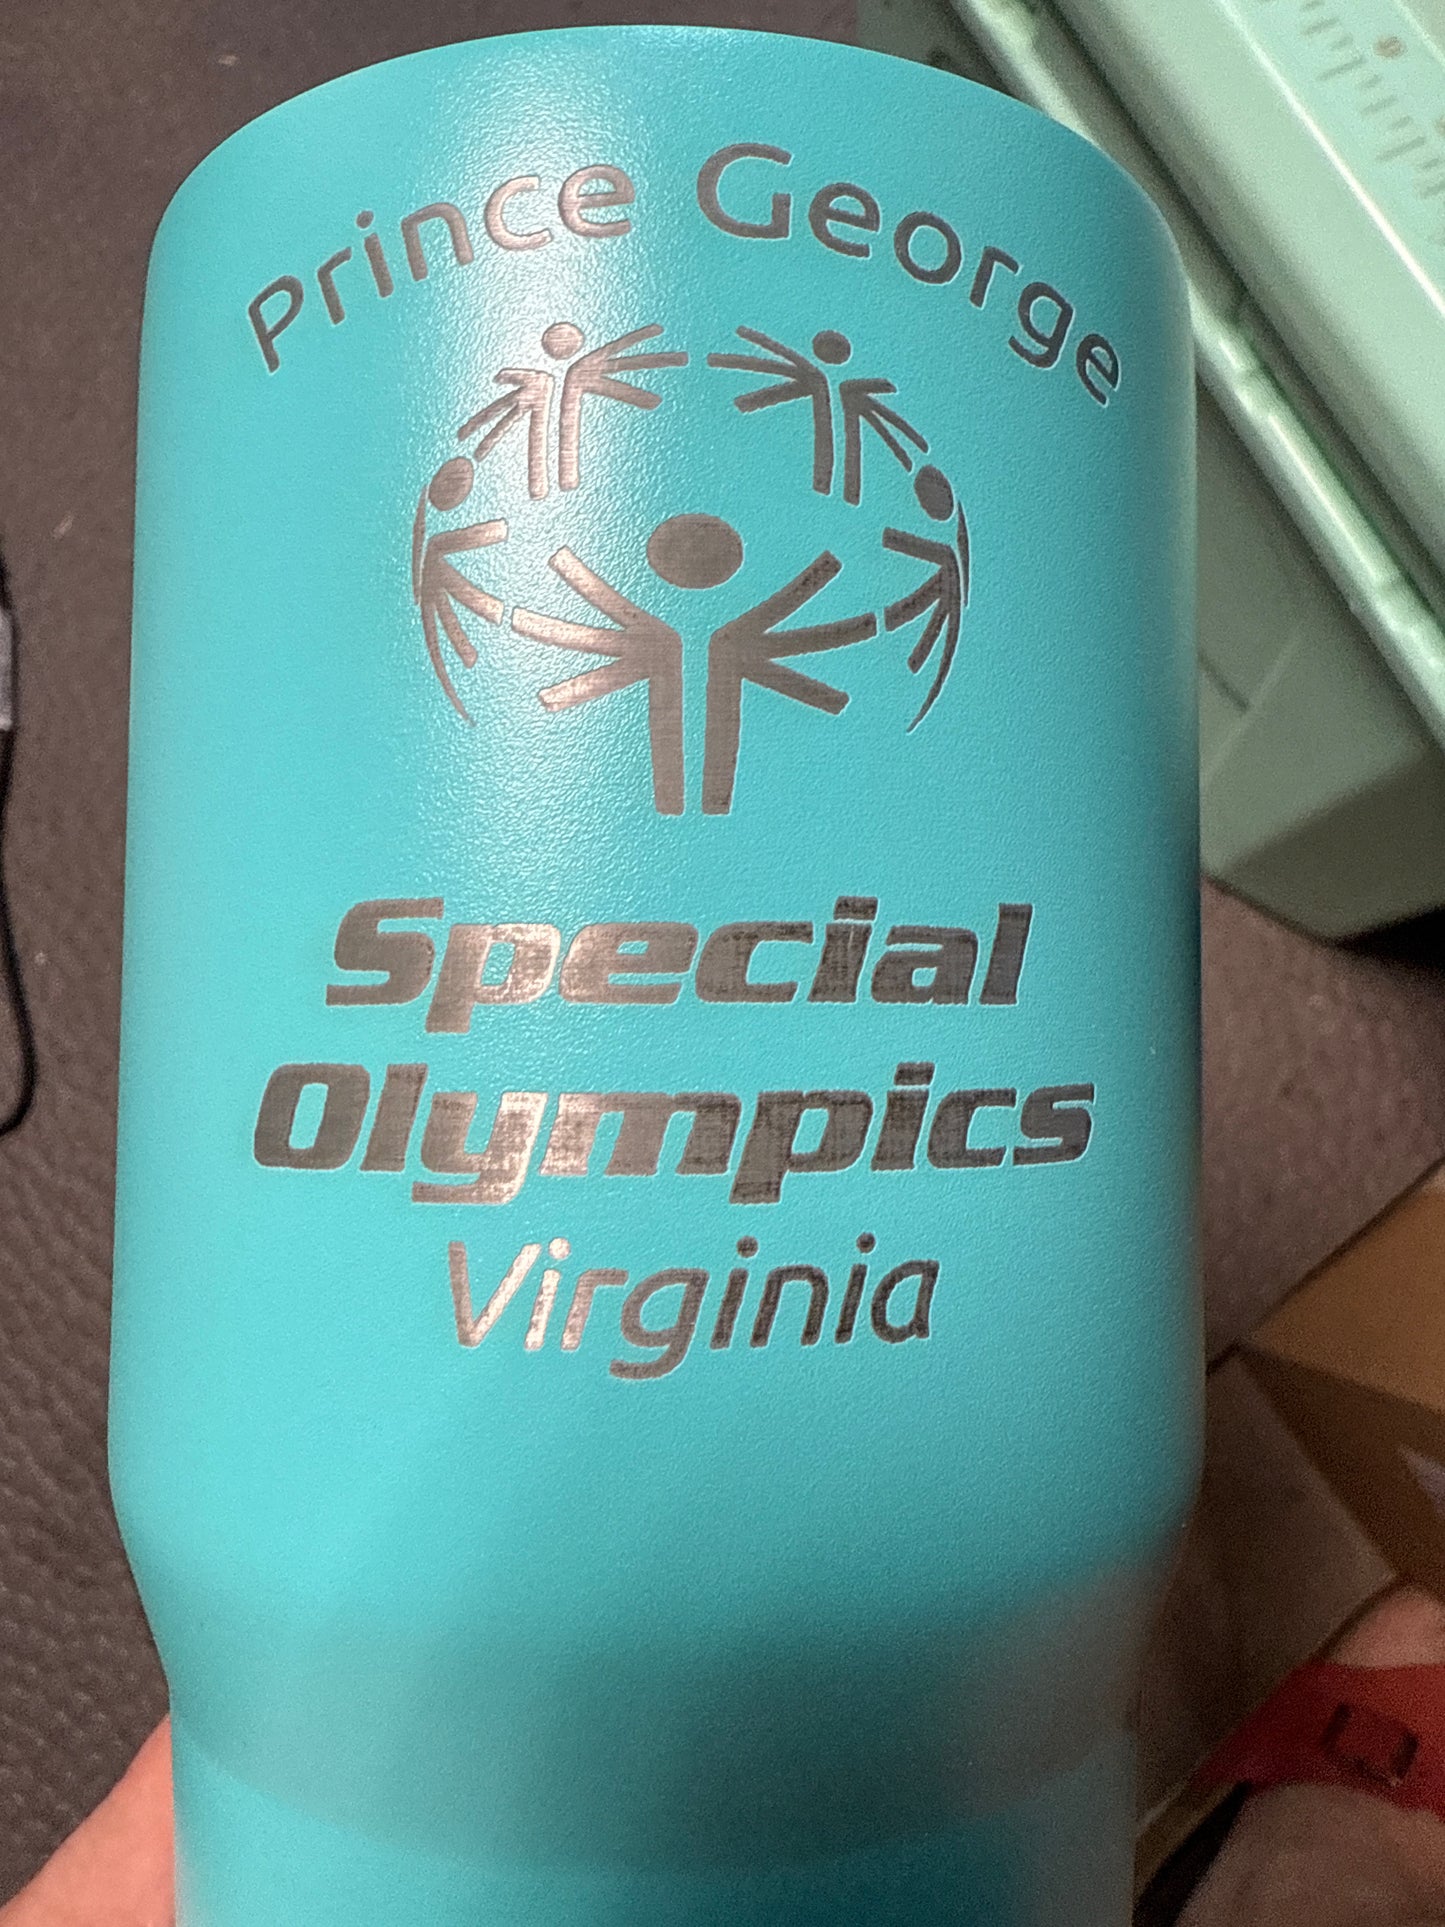 Prince George
Special
Olympics
Virginia